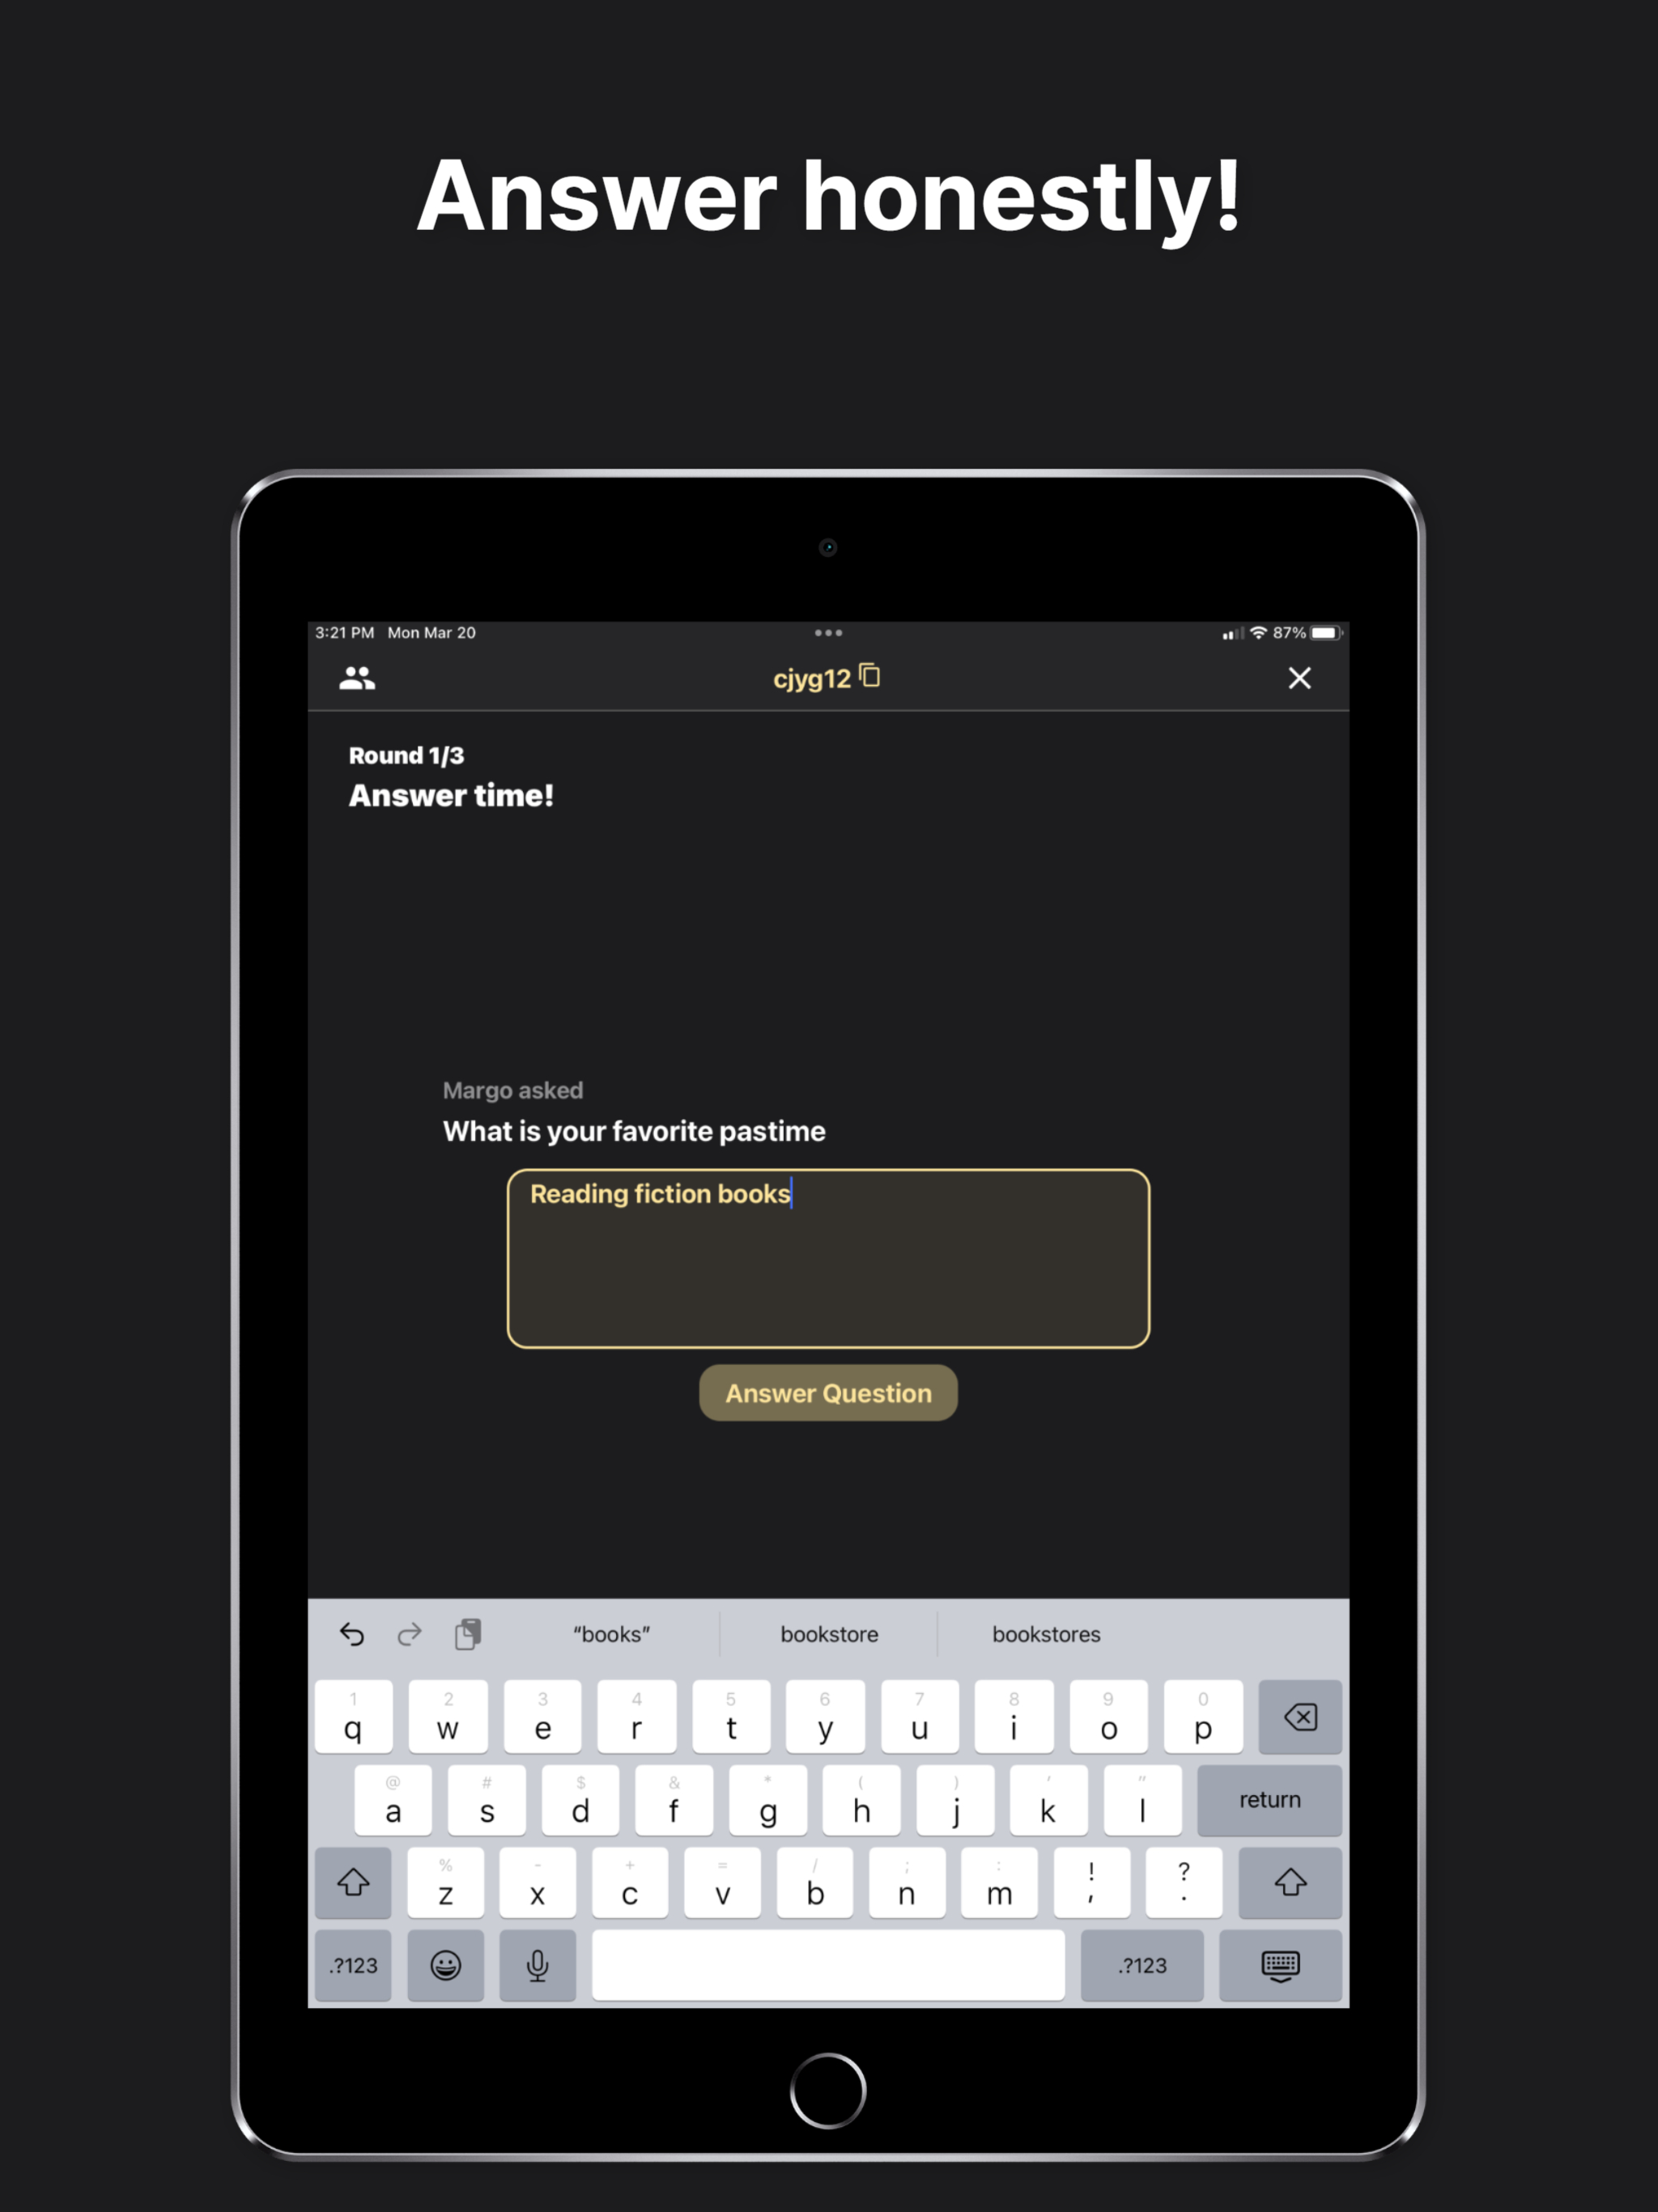 Answer honestly!
3:21 PM Mon Mar 20
87%
cjyg12
Round 1/3
Answer time!
Margo asked
What is your favorite pastime
Reading fiction books
Answer Question
“books” bookstore bookstores
1 2 3 4 5 6 7 8 9 0
q w e r t y u i o p
@ # $ & * ( ) ' "
a s d f g h j k l return
% - + = / ; : ! ?
z x c v b n m , .
.?123 .?123